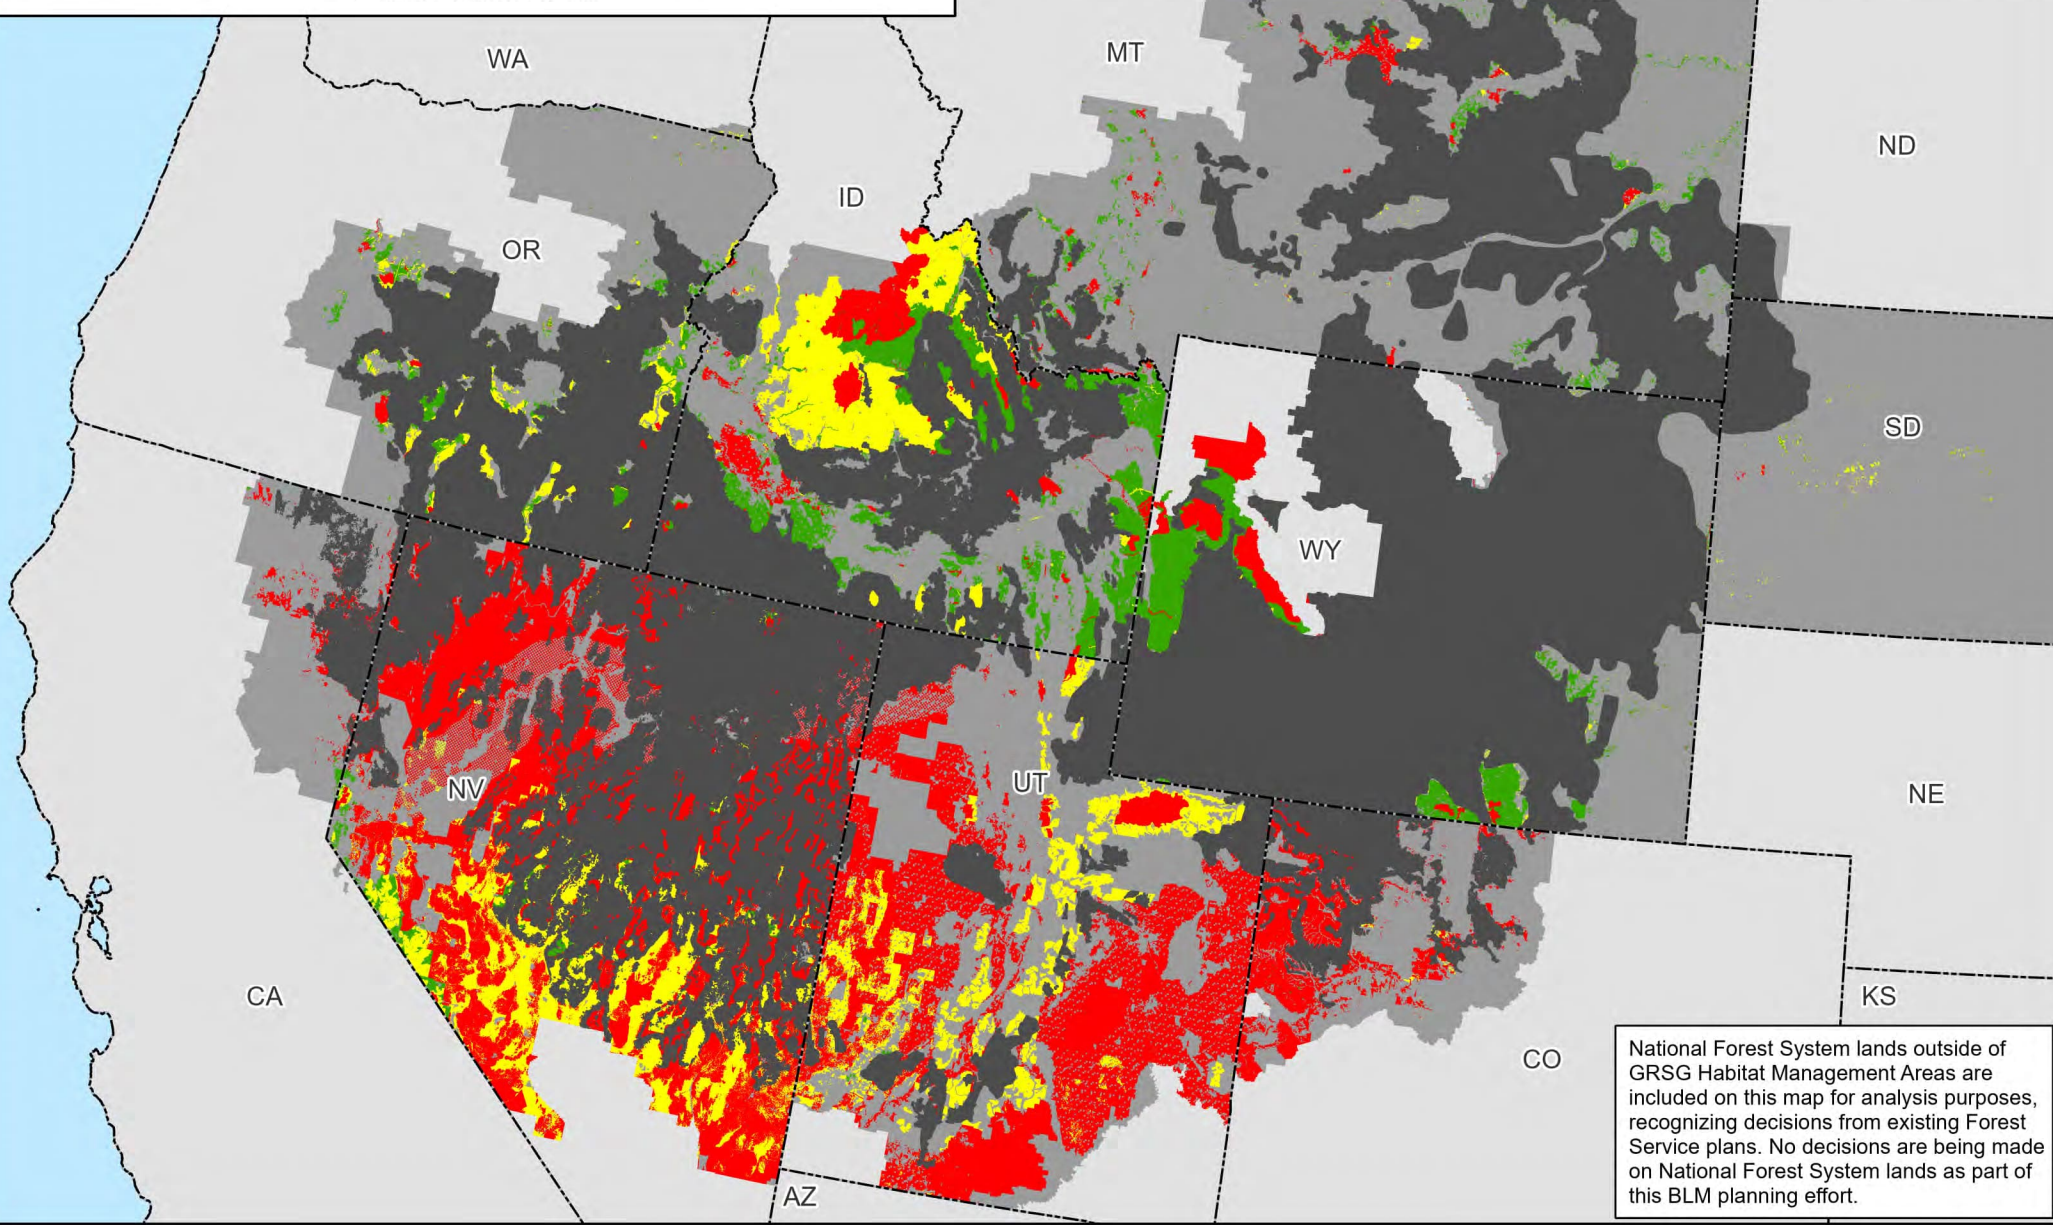 WA
MT
ND
ID
OR
SD
WY
NV
UT
NE
CA
KS
CO
AZ
National Forest System lands outside of
GRSG Habitat Management Areas are
included on this map for analysis purposes,
recognizing decisions from existing Forest
Service plans. No decisions are being made
on National Forest System lands as part of
this BLM planning effort.